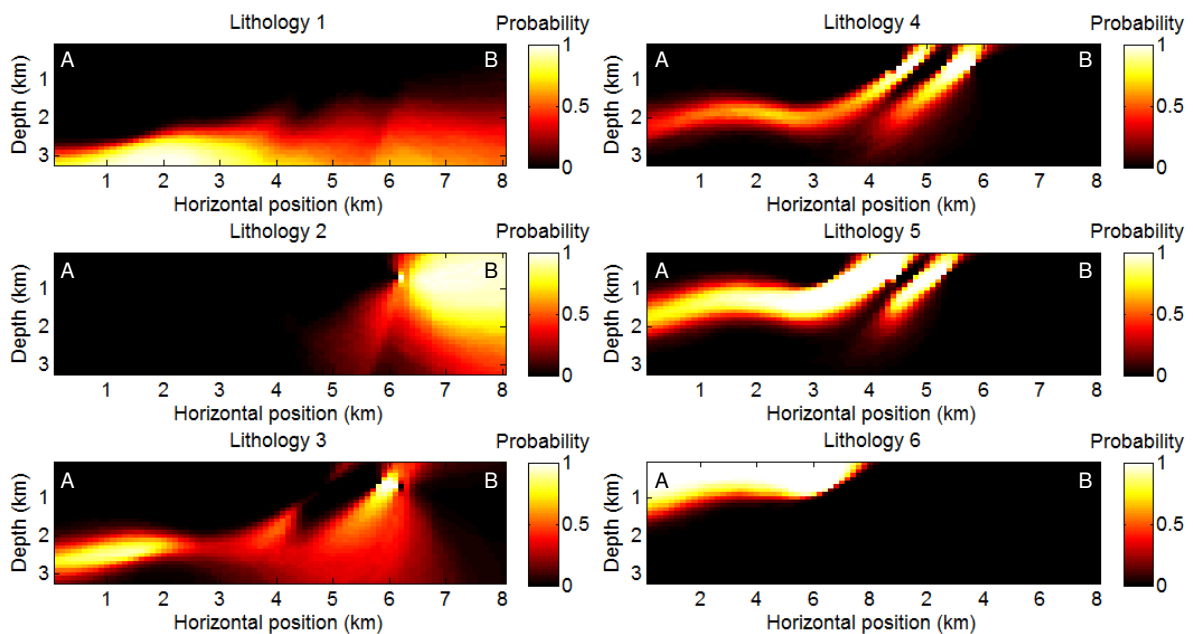 Lithology 1 Probability
A B
Depth (km)
1
2
3
1 2 3 4 5 6 7 8
Horizontal position (km)
1
0.5
0
Lithology 4 Probability
A B
Depth (km)
1
2
3
1 2 3 4 5 6 7 8
Horizontal position (km)
1
0.5
0
Lithology 2 Probability
A B
Depth (km)
1
2
3
1 2 3 4 5 6 7 8
Horizontal position (km)
1
0.5
0
Lithology 5 Probability
A B
Depth (km)
1
2
3
1 2 3 4 5 6 7 8
Horizontal position (km)
1
0.5
0
Lithology 3 Probability
A B
Depth (km)
1
2
3
1 2 3 4 5 6 7 8
Horizontal position (km)
1
0.5
0
Lithology 6 Probability
A B
Depth (km)
1
2
3
2 2 3 4 5 6 7 8
Horizontal position (km)
1
0.5
0